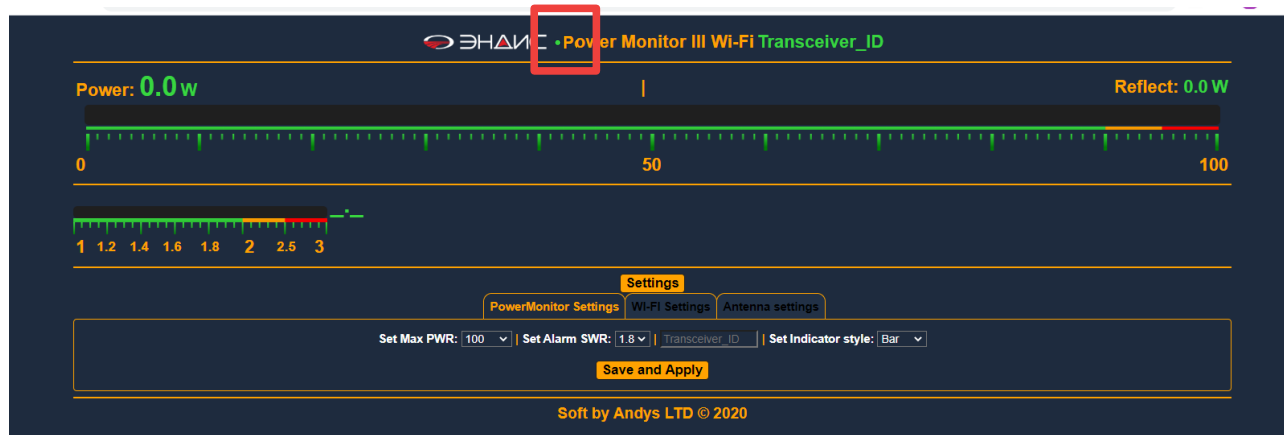 ЭНДИС •Power Monitor III Wi-Fi Transceiver_ID
Power: 0.0 W | Reflect: 0.0 W
0 50 100
–·–
1 1.2 1.4 1.6 1.8 2 2.5 3
Settings
PowerMonitor Settings WI-FI Settings Antenna settings
Set Max PWR: 100 | Set Alarm SWR: 1.8 | Transceiver_ID | Set Indicator style: Bar
Save and Apply
Soft by Andys LTD © 2020